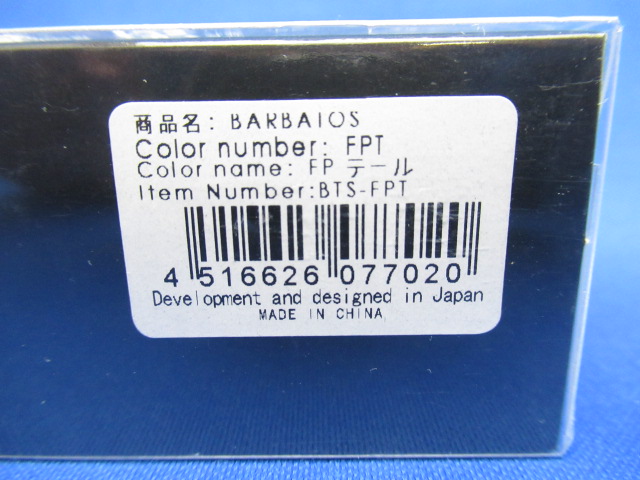 商品名: BARBATOS
Color number: FPT
Color name: FP テール
Item Number:BTS-FPT
4 516626 077020
Development and designed in Japan
MADE IN CHINA